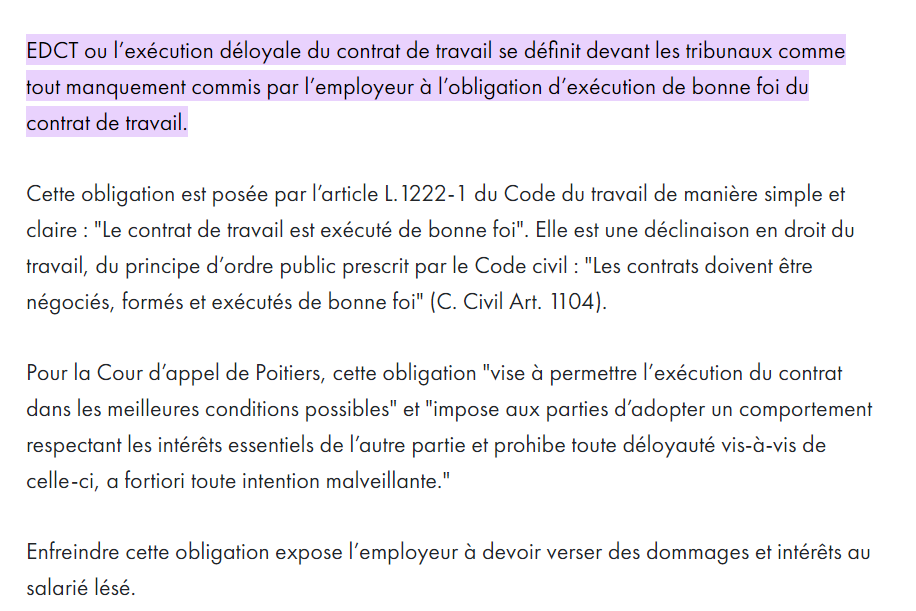 EDCT ou l’exécution déloyale du contrat de travail se définit devant les tribunaux comme
tout manquement commis par l’employeur à l’obligation d’exécution de bonne foi du
contrat de travail.
Cette obligation est posée par l’article L.1222-1 du Code du travail de manière simple et
claire : "Le contrat de travail est exécuté de bonne foi". Elle est une déclinaison en droit du
travail, du principe d’ordre public prescrit par le Code civil : "Les contrats doivent être
négociés, formés et exécutés de bonne foi" (C. Civil Art. 1104).
Pour la Cour d’appel de Poitiers, cette obligation "vise à permettre l’exécution du contrat
dans les meilleures conditions possibles" et "impose aux parties d’adopter un comportement
respectant les intérêts essentiels de l’autre partie et prohibe toute déloyauté vis-à-vis de
celle-ci, a fortiori toute intention malveillante."
Enfreindre cette obligation expose l’employeur à devoir verser des dommages et intérêts au
salarié lésé.